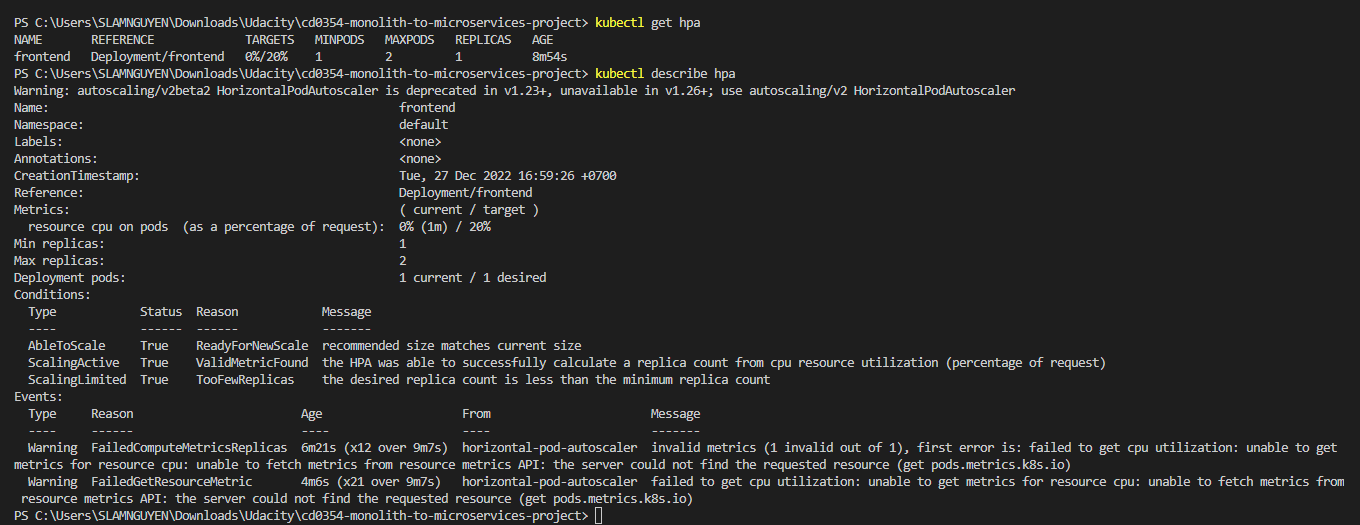 PS C:\Users\SLAMNGUYEN\Downloads\Udacity\cd0354-monolith-to-microservices-project> kubectl get hpa
NAME       REFERENCE             TARGETS   MINPODS   MAXPODS   REPLICAS   AGE
frontend   Deployment/frontend   0%/20%    1         2         1          8m54s
PS C:\Users\SLAMNGUYEN\Downloads\Udacity\cd0354-monolith-to-microservices-project> kubectl describe hpa
Warning: autoscaling/v2beta2 HorizontalPodAutoscaler is deprecated in v1.23+, unavailable in v1.26+; use autoscaling/v2 HorizontalPodAutoscaler
Name:                                                  frontend
Namespace:                                             default
Labels:                                                <none>
Annotations:                                           <none>
CreationTimestamp:                                     Tue, 27 Dec 2022 16:59:26 +0700
Reference:                                             Deployment/frontend
Metrics:                                               ( current / target )
  resource cpu on pods  (as a percentage of request):  0% (1m) / 20%
Min replicas:                                          1
Max replicas:                                          2
Deployment pods:                                       1 current / 1 desired
Conditions:
  Type            Status  Reason            Message
  ----            ------  ------            -------
  AbleToScale     True    ReadyForNewScale  recommended size matches current size
  ScalingActive   True    ValidMetricFound  the HPA was able to successfully calculate a replica count from cpu resource utilization (percentage of request)
  ScalingLimited  True    TooFewReplicas    the desired replica count is less than the minimum replica count
Events:
  Type     Reason                        Age                    From                       Message
  ----     ------                        ----                   ----                       -------
  Warning  FailedComputeMetricsReplicas  6m21s (x12 over 9m7s)  horizontal-pod-autoscaler  invalid metrics (1 invalid out of 1), first error is: failed to get cpu utilization: unable to get
metrics for resource cpu: unable to fetch metrics from resource metrics API: the server could not find the requested resource (get pods.metrics.k8s.io)
  Warning  FailedGetResourceMetric       4m6s (x21 over 9m7s)   horizontal-pod-autoscaler  failed to get cpu utilization: unable to get metrics for resource cpu: unable to fetch metrics from
 resource metrics API: the server could not find the requested resource (get pods.metrics.k8s.io)
PS C:\Users\SLAMNGUYEN\Downloads\Udacity\cd0354-monolith-to-microservices-project>